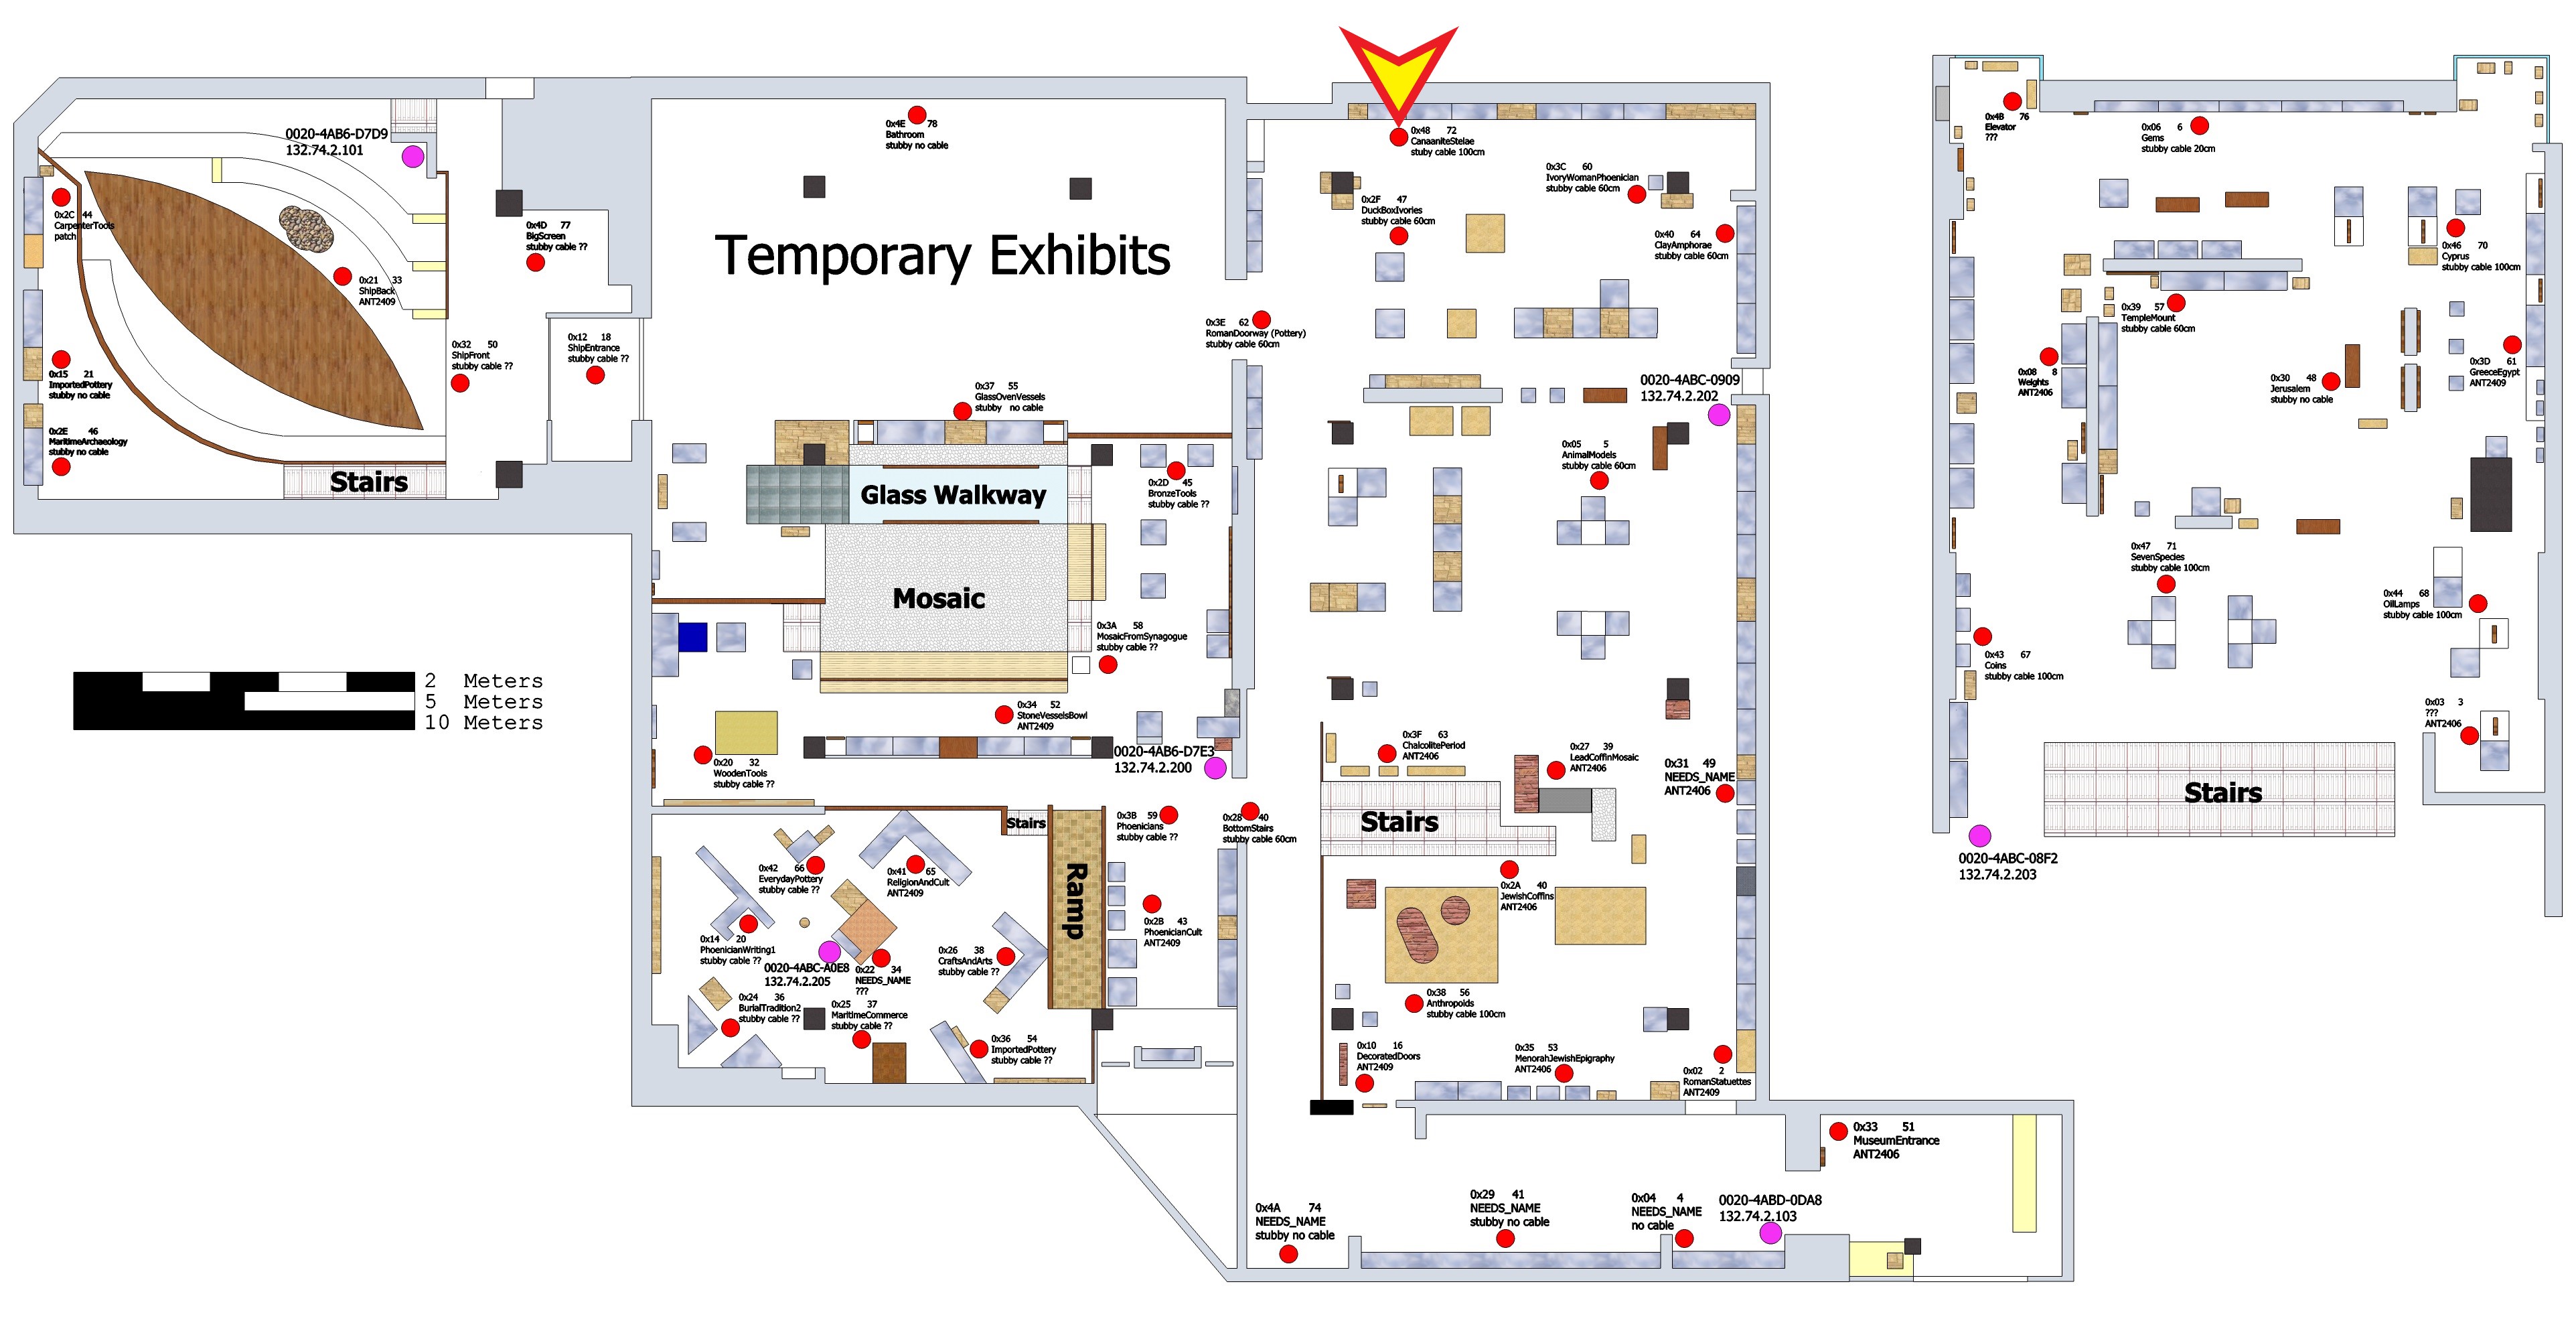 0020-4AB6-D7D9
132.74.2.101
0x2C 44
CarpenterTools
patch
0x21 33
ShipBack
ANT2409
0x15 21
ImportedPottery
stubby no cable
0x2E 46
MaritimeArchaeology
stubby no cable
Stairs
0x32 50
ShipFront
stubby cable ??
0x4D 77
BigScreen
stubby cable ??
0x12 18
ShipEntrance
stubby cable ??
2 Meters
5 Meters
10 Meters
0x4E 78
Bathroom
stubby no cable
Temporary Exhibits
0x37 55
GlassOvenVessels
stubby no cable
Glass Walkway
Mosaic
0x2D 45
BronzeTools
stubby cable ??
0x3A 58
MosaicFromSynagogue
stubby cable ??
0x34 52
StoneVesselsBowl
ANT2409
0x20 32
WoodenTools
stubby cable ??
0020-4AB6-D7E3
132.74.2.200
0x3B 59
Phoenicians
stubby cable ??
0x28 40
BottomStairs
stubby cable 60cm
Stairs
Ramp
0x42 66
EverydayPottery
stubby cable ??
0x41 65
ReligionAndCult
ANT2409
0x14 20
PhoenicianWriting1
stubby cable ??
0020-4ABC-A0E8
132.74.2.205
0x22 34
NEEDS_NAME
???
0x26 38
CraftsAndArts
stubby cable ??
0x2B 43
PhoenicianCult
ANT2409
0x24 36
BurialTradition2
stubby cable ??
0x25 37
MaritimeCommerce
stubby cable ??
0x36 54
ImportedPottery
stubby cable ??
0x48 72
CanaaniteStelae
stuby cable 100cm
0x2F 47
DuckBoxIvories
stubby cable 60cm
0x3C 60
IvoryWomanPhoenician
stubby cable 60cm
0x40 64
ClayAmphorae
stubby cable 60cm
0x3E 62
RomanDoorway (Pottery)
stubby cable 60cm
0020-4ABC-0909
132.74.2.202
0x05 5
AnimalModels
stubby cable 60cm
0x3F 63
ChalcolitePeriod
ANT2406
0x27 39
LeadCoffinMosaic
ANT2406
0x31 49
NEEDS_NAME
ANT2406
Stairs
0x2A 40
JewishCoffins
ANT2406
0x38 56
Anthropoids
stubby cable 100cm
0x10 16
DecoratedDoors
ANT2409
0x35 53
MenorahJewishEpigraphy
ANT2406
0x02 2
RomanStatuettes
ANT2409
0x33 51
MuseumEntrance
ANT2406
0x4A 74
NEEDS_NAME
stubby no cable
0x29 41
NEEDS_NAME
stubby no cable
0x04 4
NEEDS_NAME
no cable
0020-4ABD-0DA8
132.74.2.103
0x4B 76
Elevator
???
0x06 6
Gems
stubby cable 20cm
0x46 70
Cyprus
stubby cable 100cm
0x39 57
TempleMount
stubby cable 60cm
0x08 8
Weights
ANT2406
0x30 48
Jerusalem
stubby no cable
0x3D 61
GreeceEgypt
ANT2409
0x47 71
SevenSpecies
stubby cable 100cm
0x44 68
OilLamps
stubby cable 100cm
0x43 67
Coins
stubby cable 100cm
0x03 3
???
ANT2406
Stairs
0020-4ABC-08F2
132.74.2.203